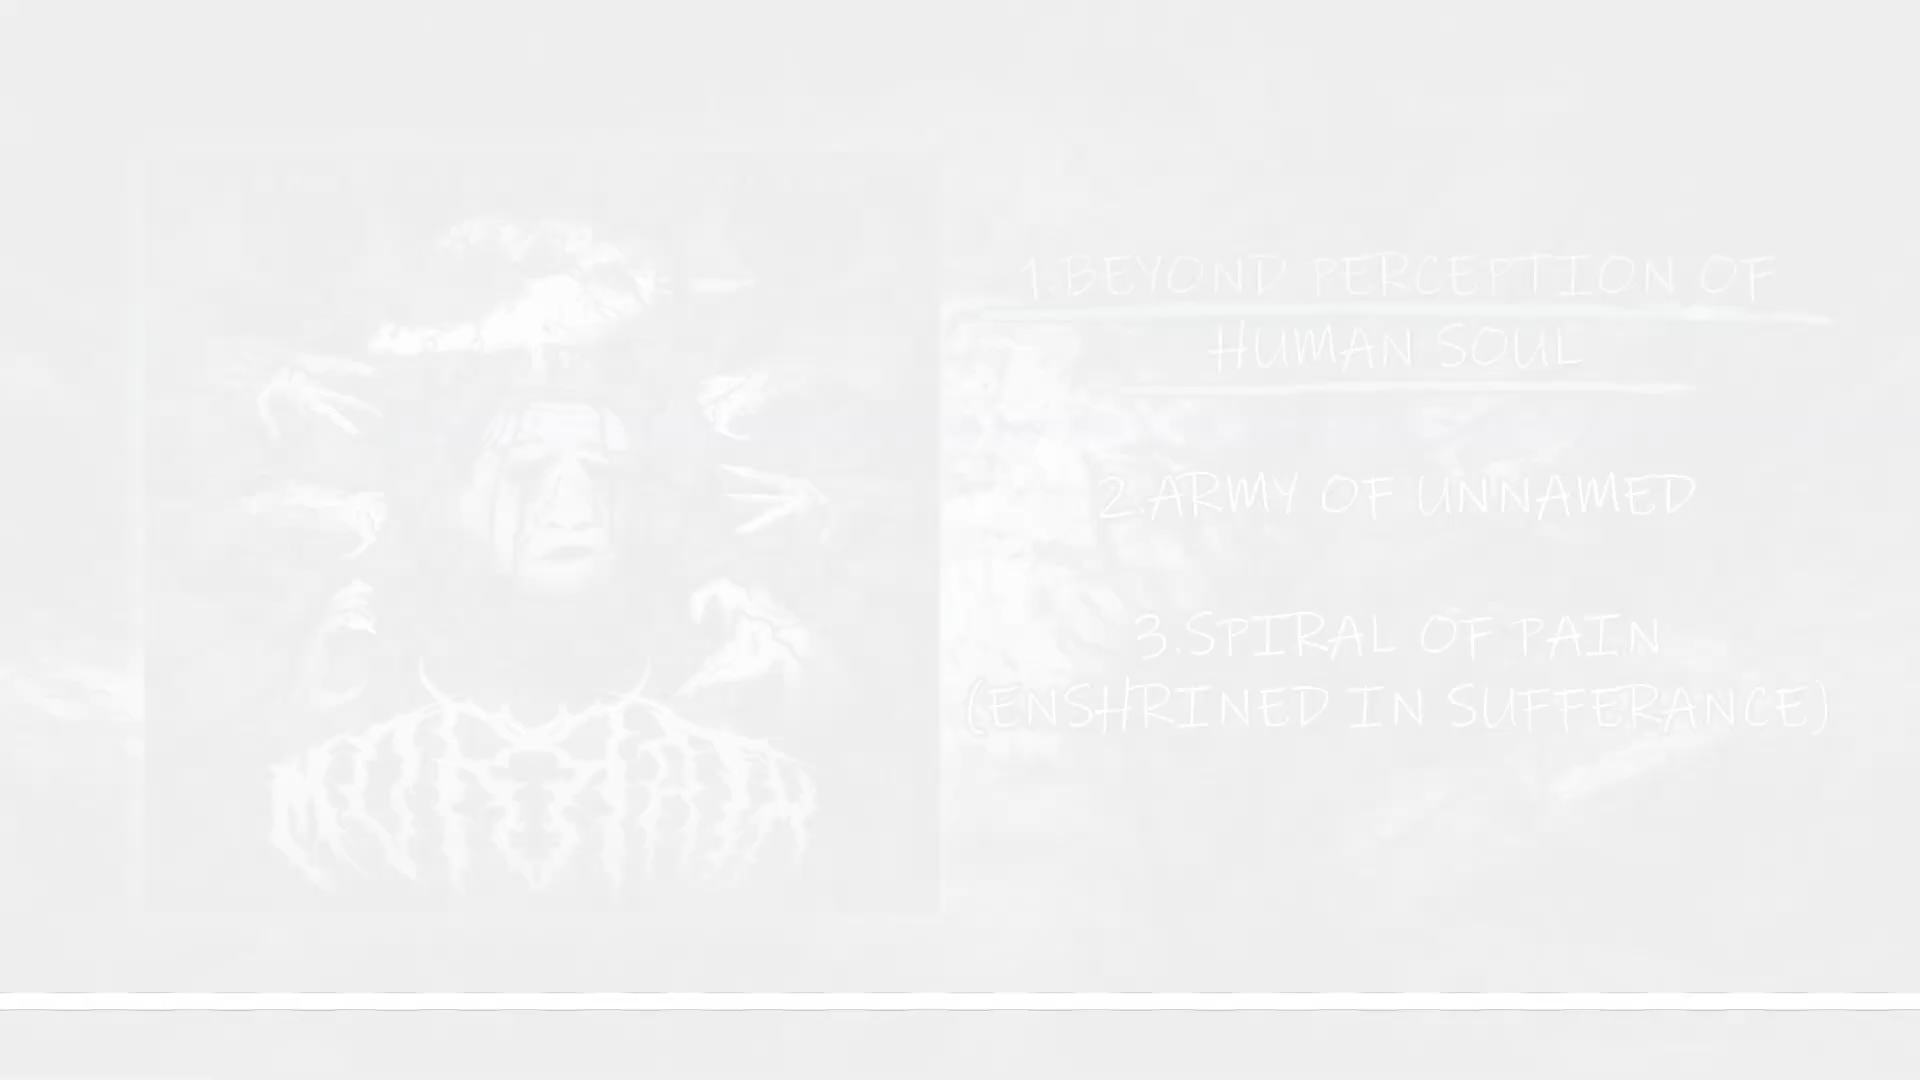 1.BEYOND PERCEPTION OF
HUMAN SOUL
2.ARMY OF UNNAMED
3.SPIRAL OF PAIN
(ENSHRINED IN SUFFERANCE)